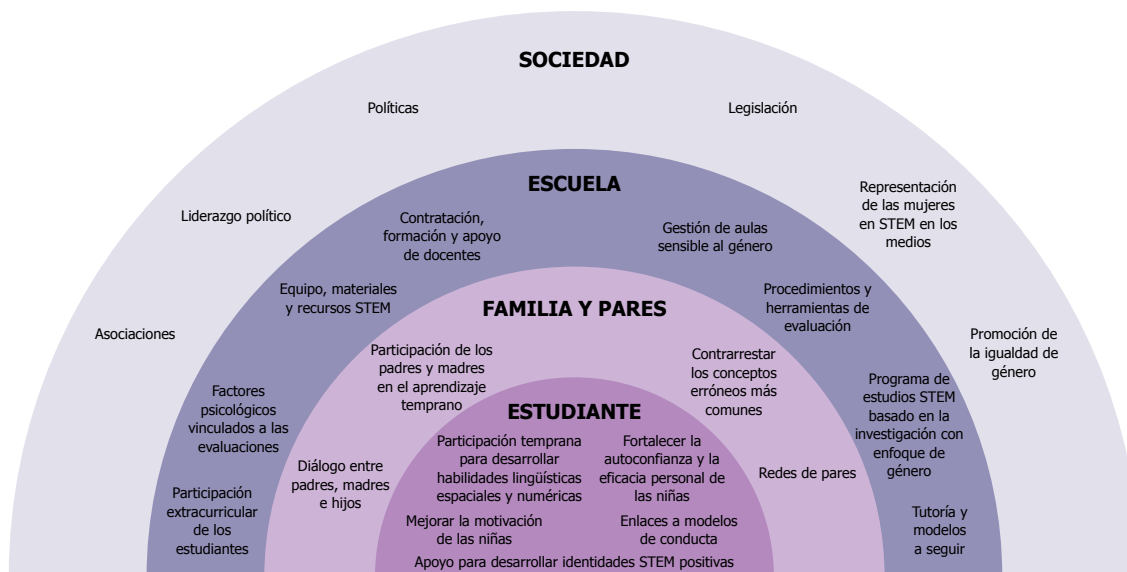 SOCIEDAD
Políticas
Legislación
Liderazgo político
Representación
de las mujeres
en STEM en los
medios
Asociaciones
Promoción de
la igualdad de
género
ESCUELA
Contratación,
formación y apoyo
de docentes
Gestión de aulas
sensible al género
Equipo, materiales
y recursos STEM
Procedimientos y
herramientas de
evaluación
Factores
psicológicos
vinculados a las
evaluaciones
Programa de
estudios STEM
basado en la
investigación con
enfoque de
género
Participación
extracurricular
de los
estudiantes
Tutoría y
modelos
a seguir
FAMILIA Y PARES
Participación de los
padres y madres
en el aprendizaje
temprano
Contrarrestar
los conceptos
erróneos más
comunes
Diálogo entre
padres, madres
e hijos
Redes de pares
ESTUDIANTE
Participación temprana
para desarrollar
habilidades lingüísticas
espaciales y numéricas
Fortalecer la
autoconfianza y la
eficacia personal de
las niñas
Mejorar la motivación
de las niñas
Enlaces a modelos
de conducta
Apoyo para desarrollar identidades STEM positivas